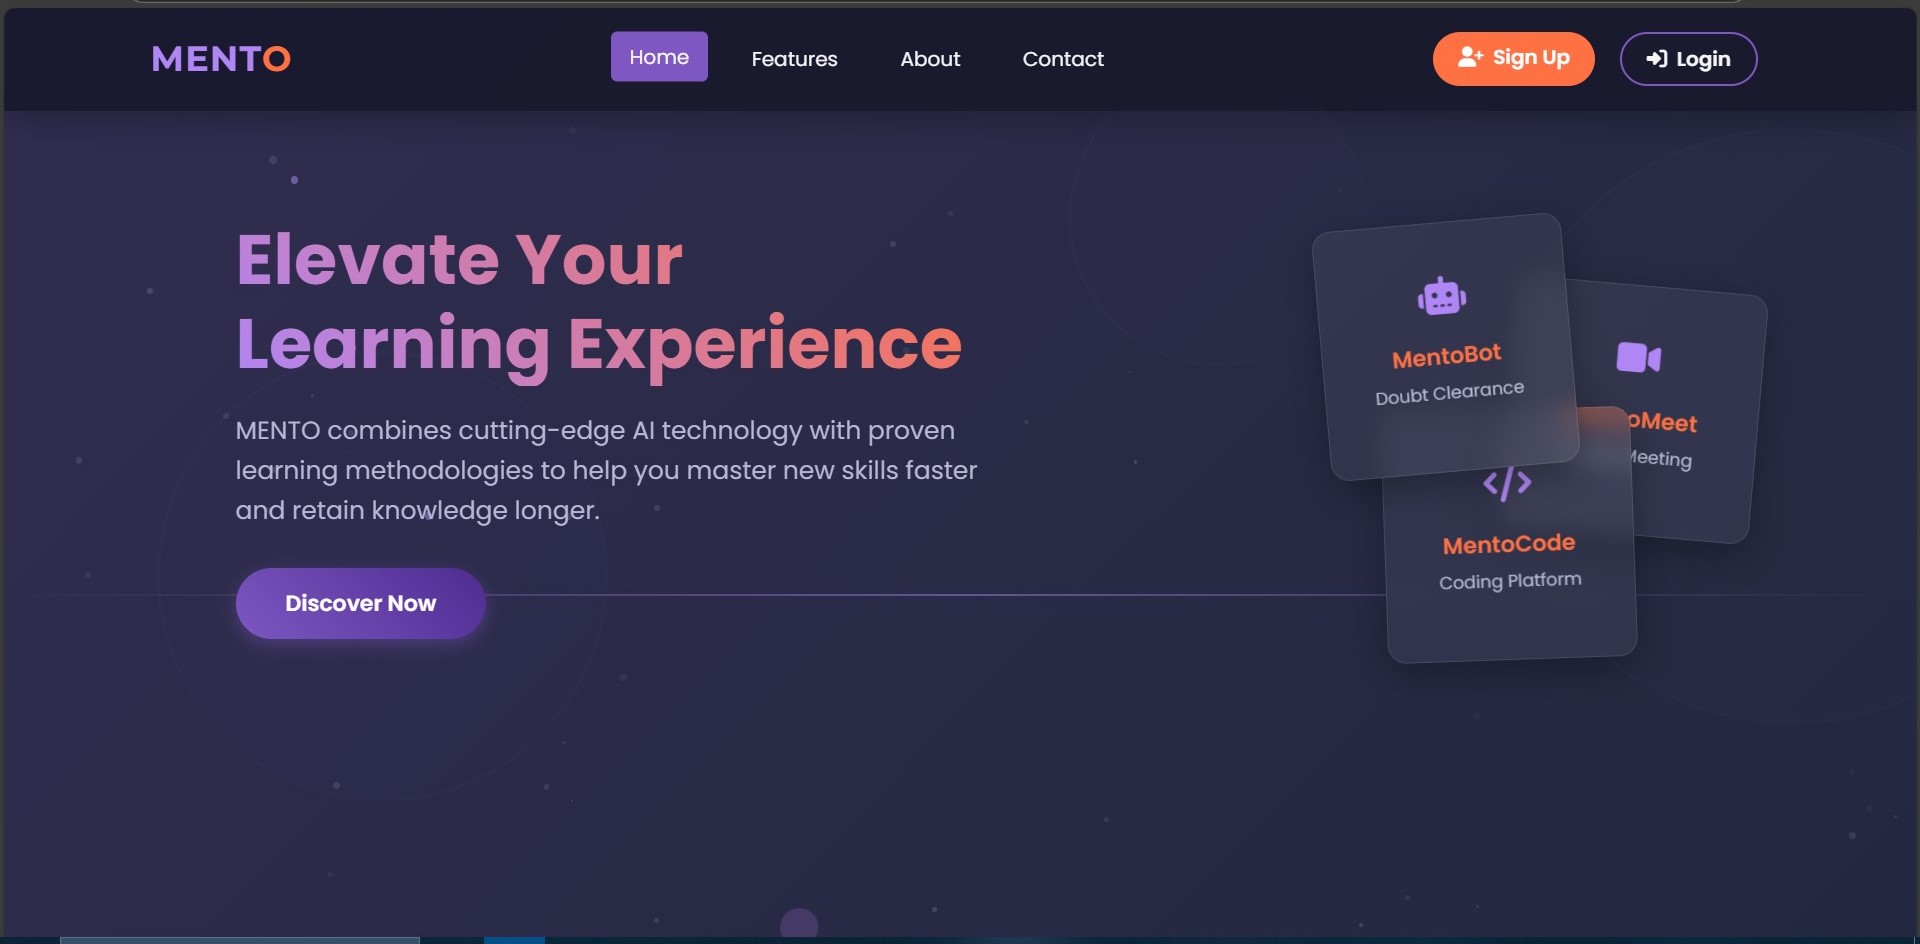 MENTO
Home
Features
About
Contact
Sign Up
Login
Elevate Your
Learning Experience
MENTO combines cutting-edge AI technology with proven
learning methodologies to help you master new skills faster
and retain knowledge longer.
Discover Now
MentoBot
Doubt Clearance
oMeet
Meeting
MentoCode
Coding Platform